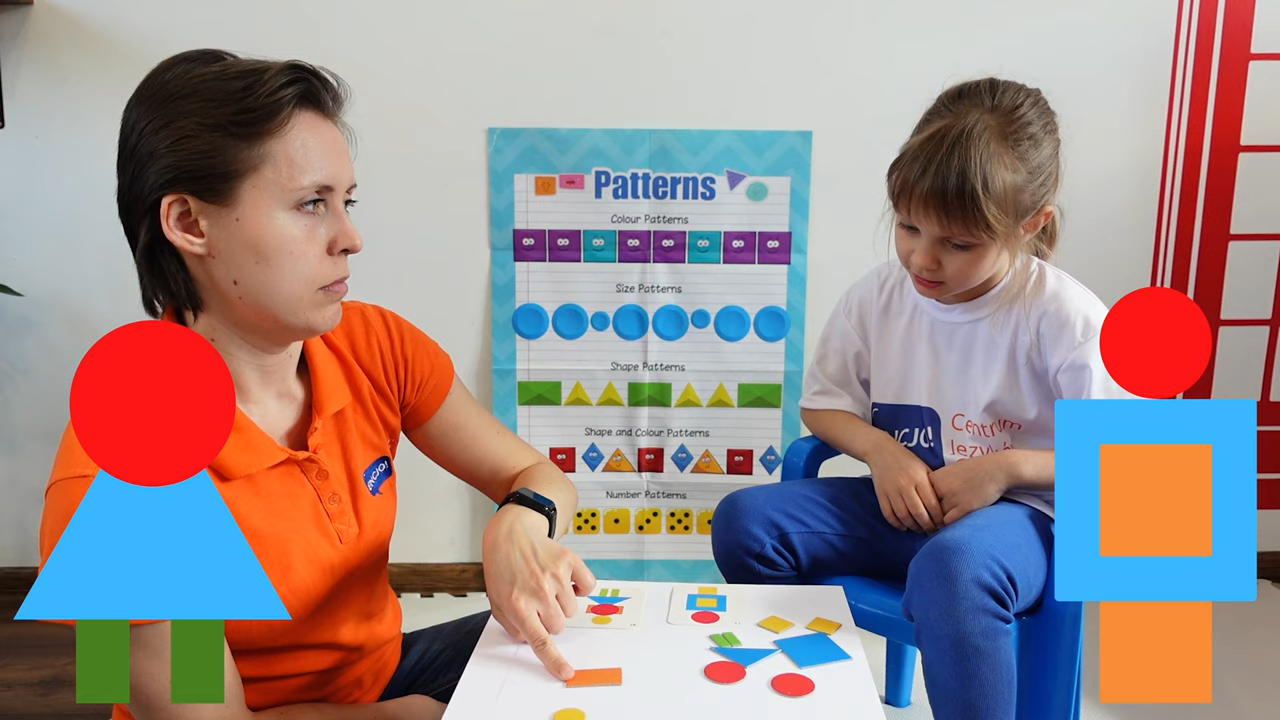 Patterns
Colour Patterns
Size Patterns
Shape Patterns
Shape and Colour Patterns
Number Patterns
Centrum